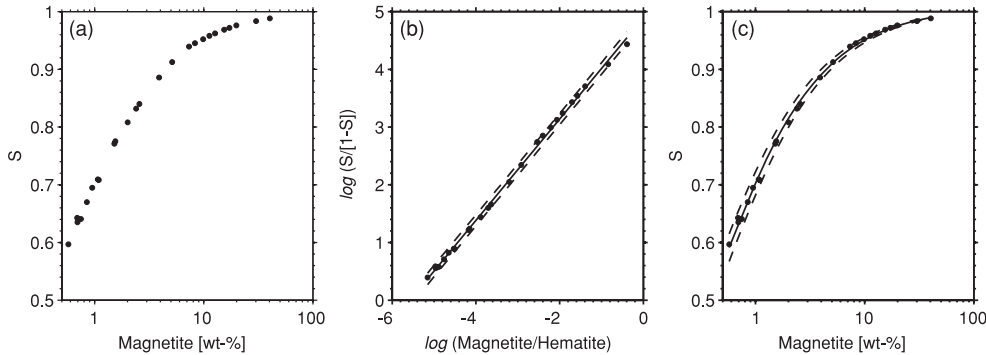 (a)
1
0.9
0.8
0.7
0.6
0.5
S
1 10 100
Magnetite [wt-%]
(b)
5
4
3
2
1
0
log (S/[1-S])
6 -4 -2 0
log (Magnetite/Hematite)
(c)
1
0.9
0.8
0.7
0.6
0.5
S
1 10 100
Magnetite [wt-%]